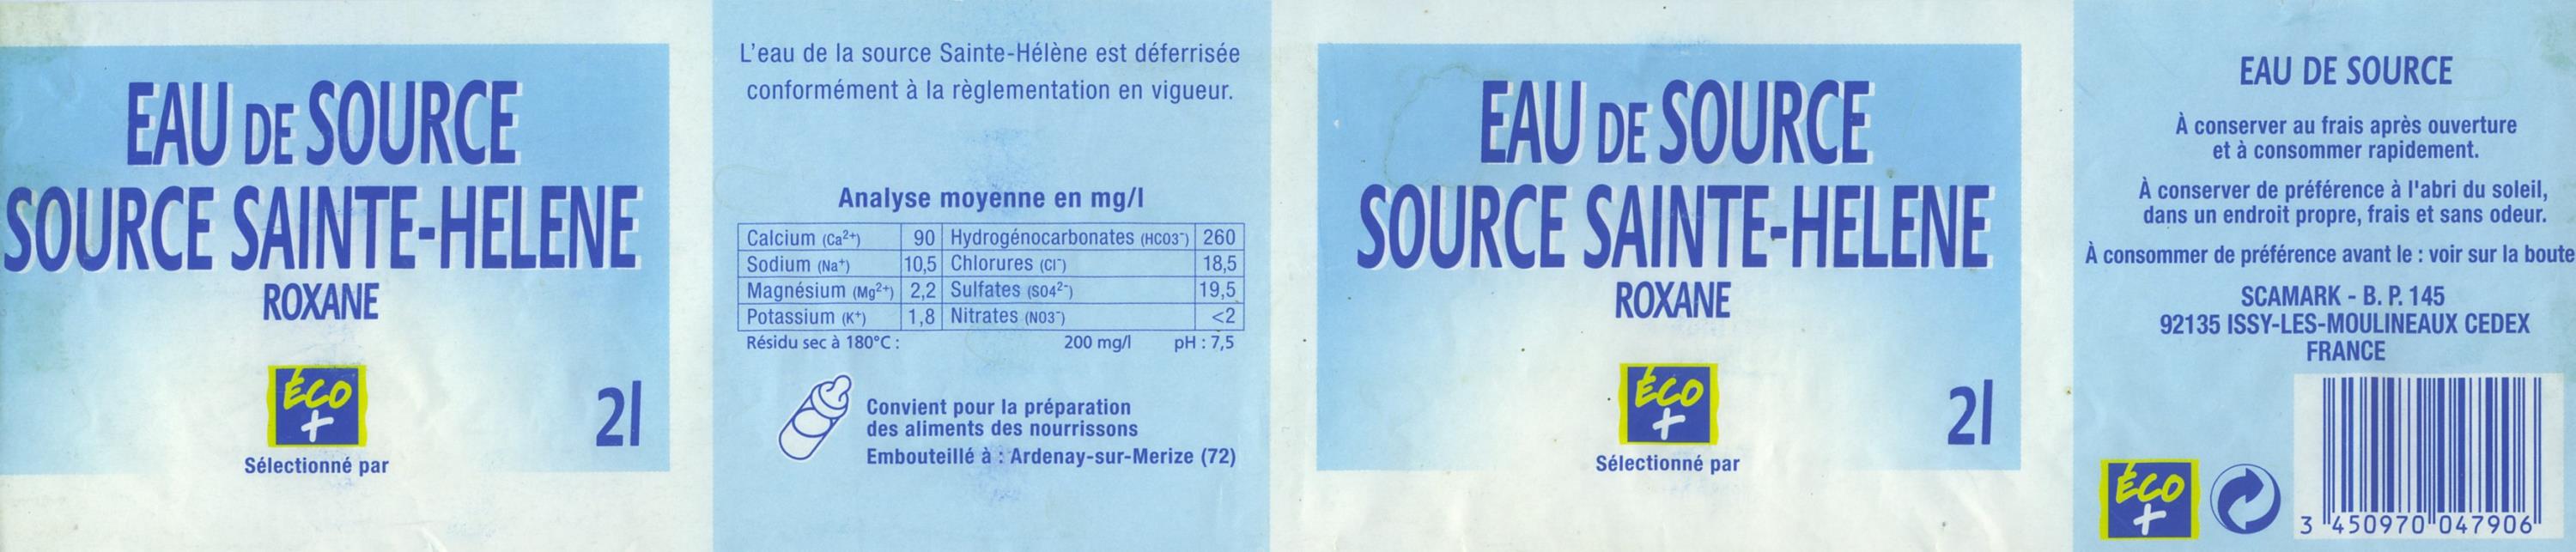 EAU DE SOURCE
SOURCE SAINTE-HELENE
ROXANE
ÉCO
+
Sélectionné par
2l
L'eau de la source Sainte-Hélène est déferrisée
conformément à la règlementation en vigueur.
Analyse moyenne en mg/l
Calcium (Ca²⁺) 90 Hydrogénocarbonates (HCO3⁻) 260
Sodium (Na⁺) 10,5 Chlorures (Cl⁻) 18,5
Magnésium (Mg²⁺) 2,2 Sulfates (SO4²⁻) 19,5
Potassium (K⁺) 1,8 Nitrates (NO3⁻) <2
Résidu sec à 180°C : 200 mg/l pH : 7,5
Convient pour la préparation
des aliments des nourrissons
Embouteillé à : Ardenay-sur-Merize (72)
EAU DE SOURCE
SOURCE SAINTE-HELENE
ROXANE
ÉCO
+
Sélectionné par
2l
EAU DE SOURCE
À conserver au frais après ouverture
et à consommer rapidement.
À conserver de préférence à l'abri du soleil,
dans un endroit propre, frais et sans odeur.
À consommer de préférence avant le : voir sur la boute
SCAMARK - B. P. 145
92135 ISSY-LES-MOULINEAUX CEDEX
FRANCE
ÉCO
+
3 450970 047906